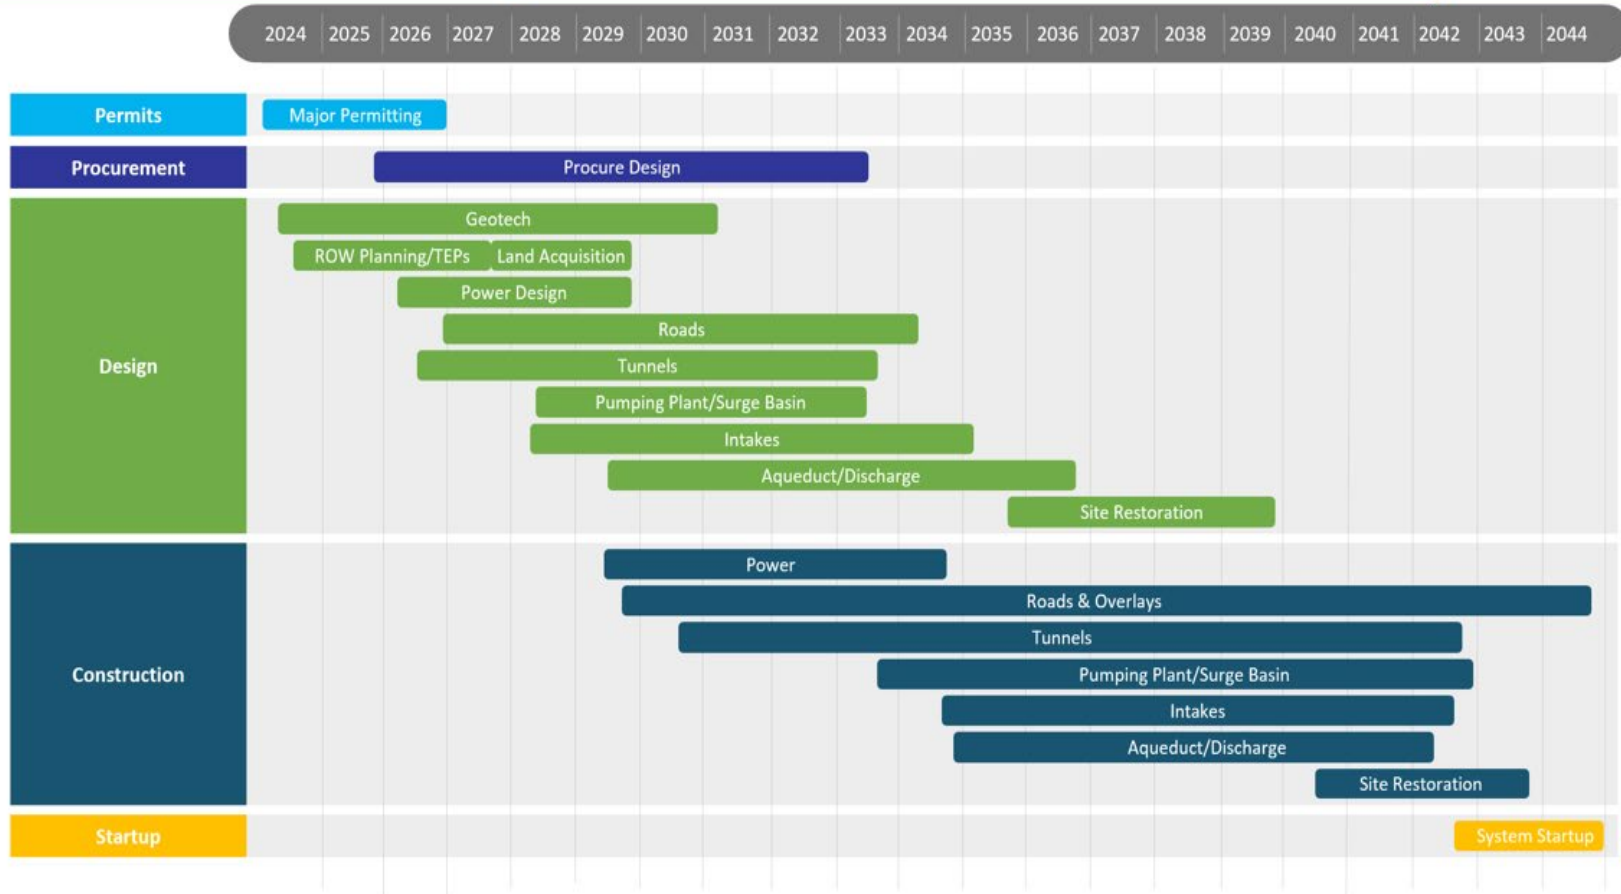 2024 2025 2026 2027 2028 2029 2030 2031 2032 2033 2034 2035 2036 2037 2038 2039 2040 2041 2042 2043 2044
Permits
Major Permitting
Procurement
Procure Design
Design
Geotech
ROW Planning/TEPs Land Acquisition
Power Design
Roads
Tunnels
Pumping Plant/Surge Basin
Intakes
Aqueduct/Discharge
Site Restoration
Construction
Power
Roads & Overlays
Tunnels
Pumping Plant/Surge Basin
Intakes
Aqueduct/Discharge
Site Restoration
Startup
System Startup